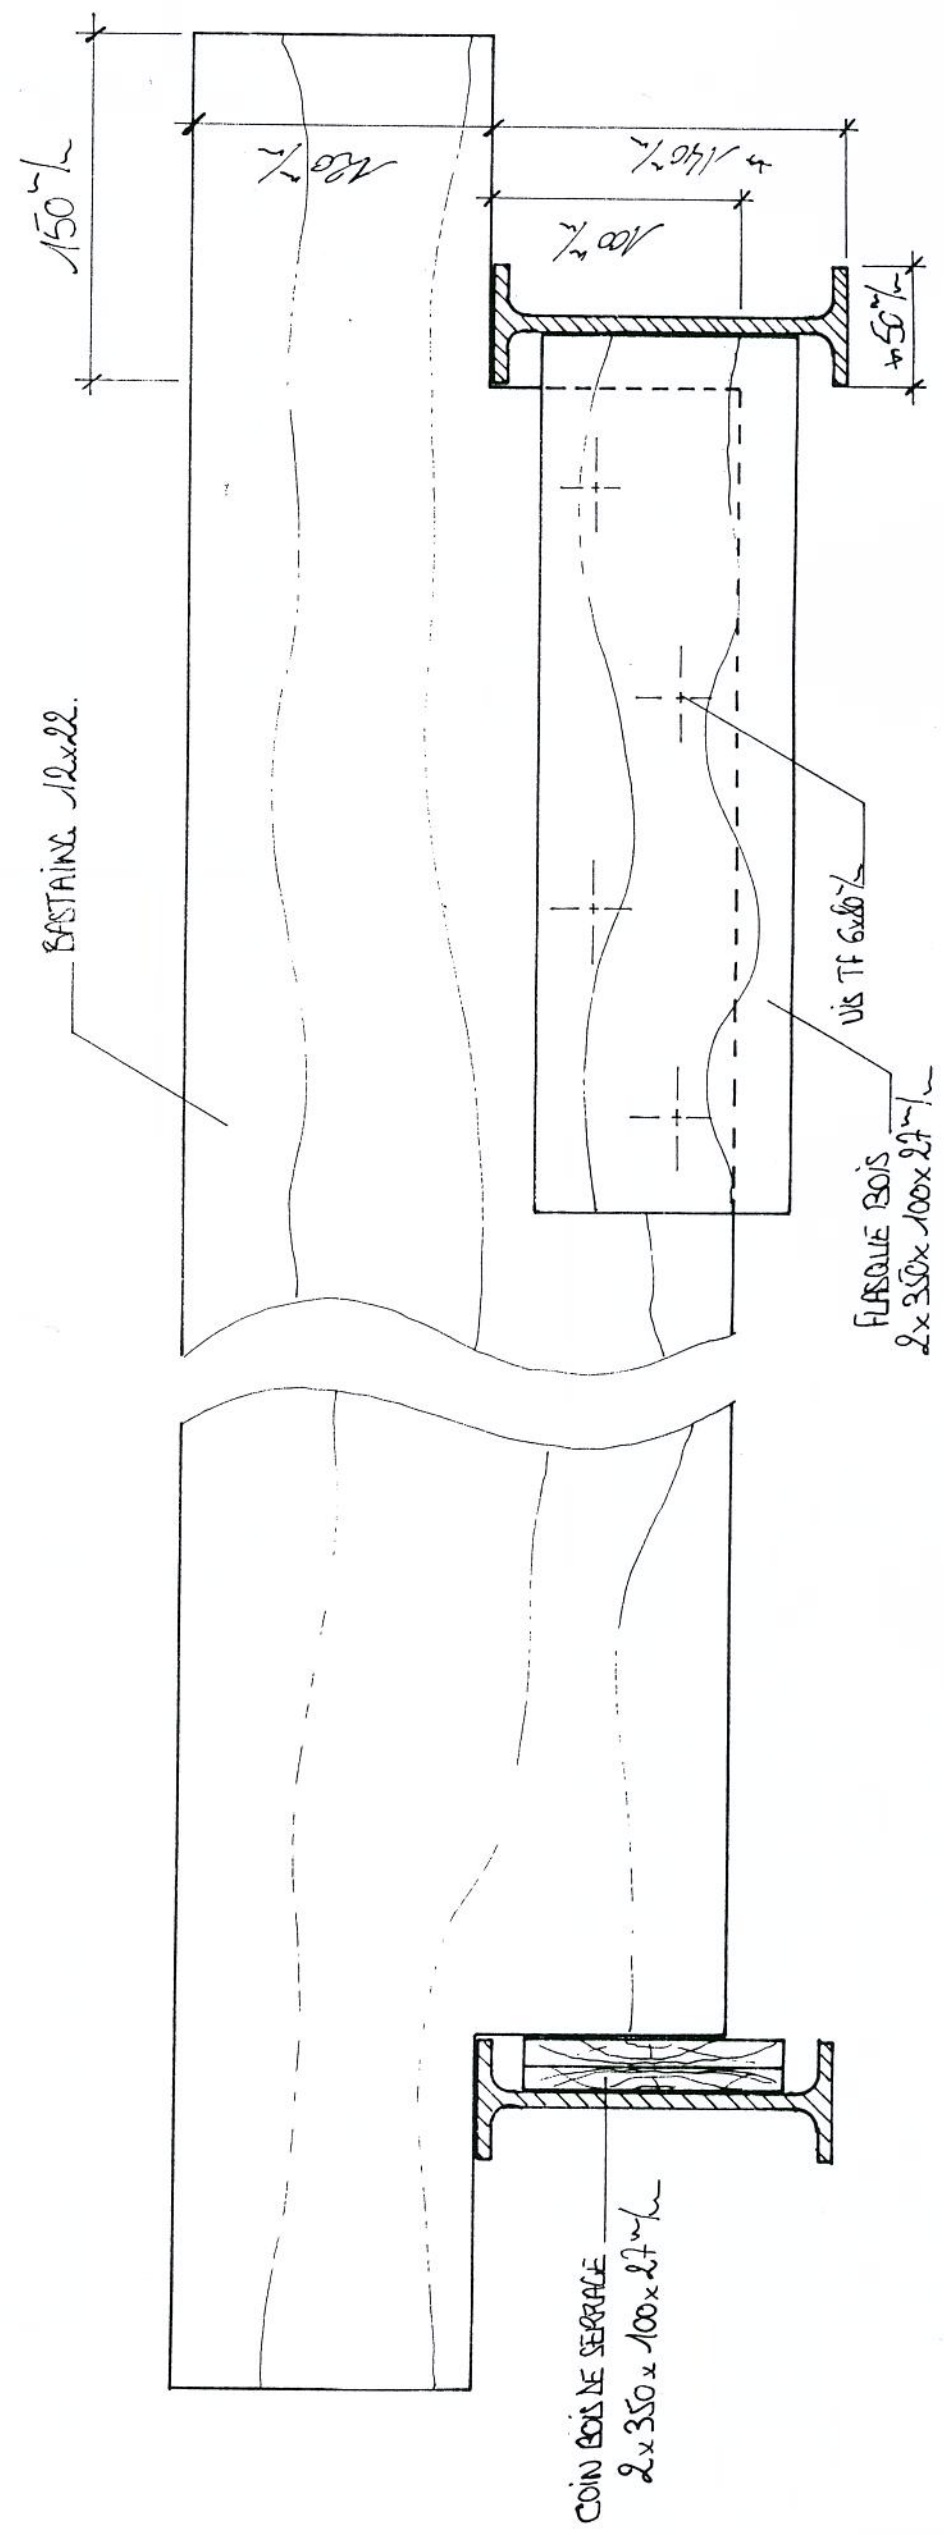 150 m/m
120 m/m
± 140 m/m
100 m/m
± 50 m/m
BASTAING 12x22.
VIS TF 6x80 m/m
FLASQUE BOIS
2 x 350 x 100 x 27 m/m
COIN BOIS DE SERRAGE
2 x 350 x 100 x 27 m/m